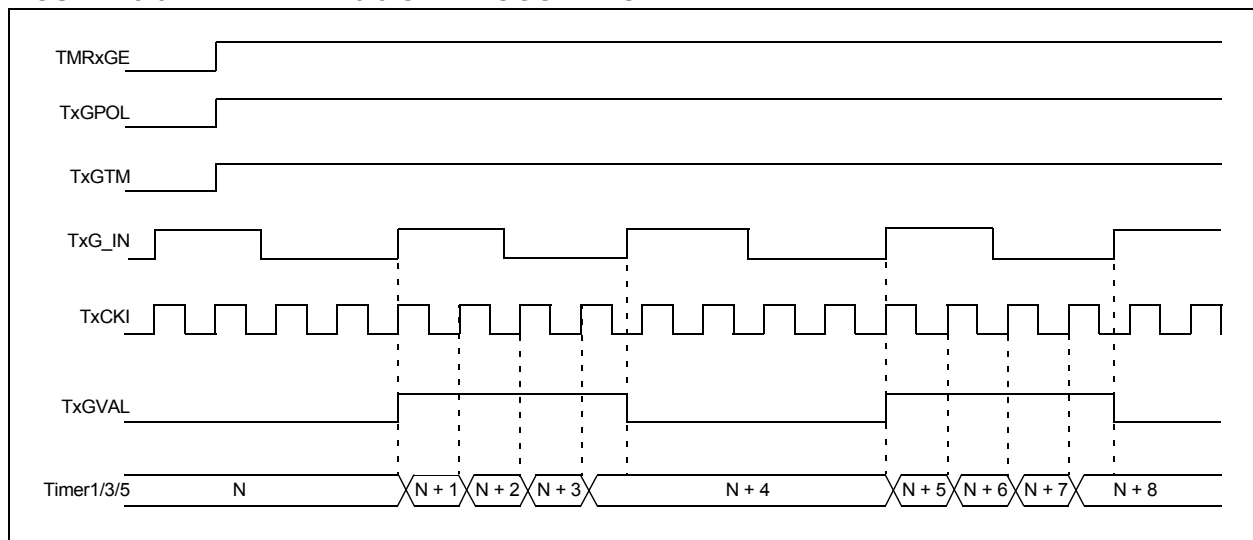 TMRxGE
TxGPOL
TxGTM
TxG_IN
TxCKI
TxGVAL
Timer1/3/5 N N + 1 N + 2 N + 3 N + 4 N + 5 N + 6 N + 7 N + 8